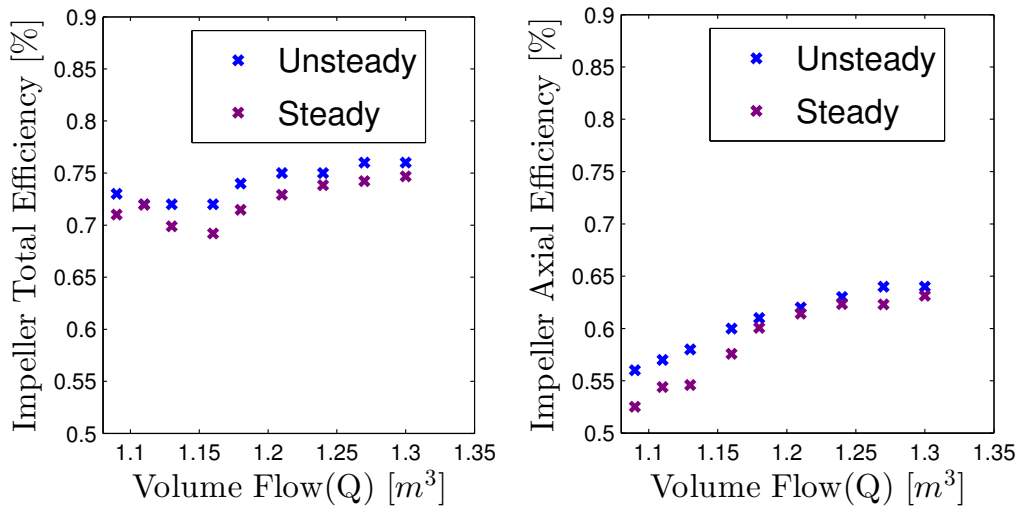 Impeller Total Efficiency [%]
0.9
0.85
0.8
0.75
0.7
0.65
0.6
0.55
0.5
Unsteady
Steady
1.1 1.15 1.2 1.25 1.3 1.35
Volume Flow(Q) [m³]
Impeller Axial Efficiency [%]
0.9
0.85
0.8
0.75
0.7
0.65
0.6
0.55
0.5
Unsteady
Steady
1.1 1.15 1.2 1.25 1.3 1.35
Volume Flow(Q) [m³]